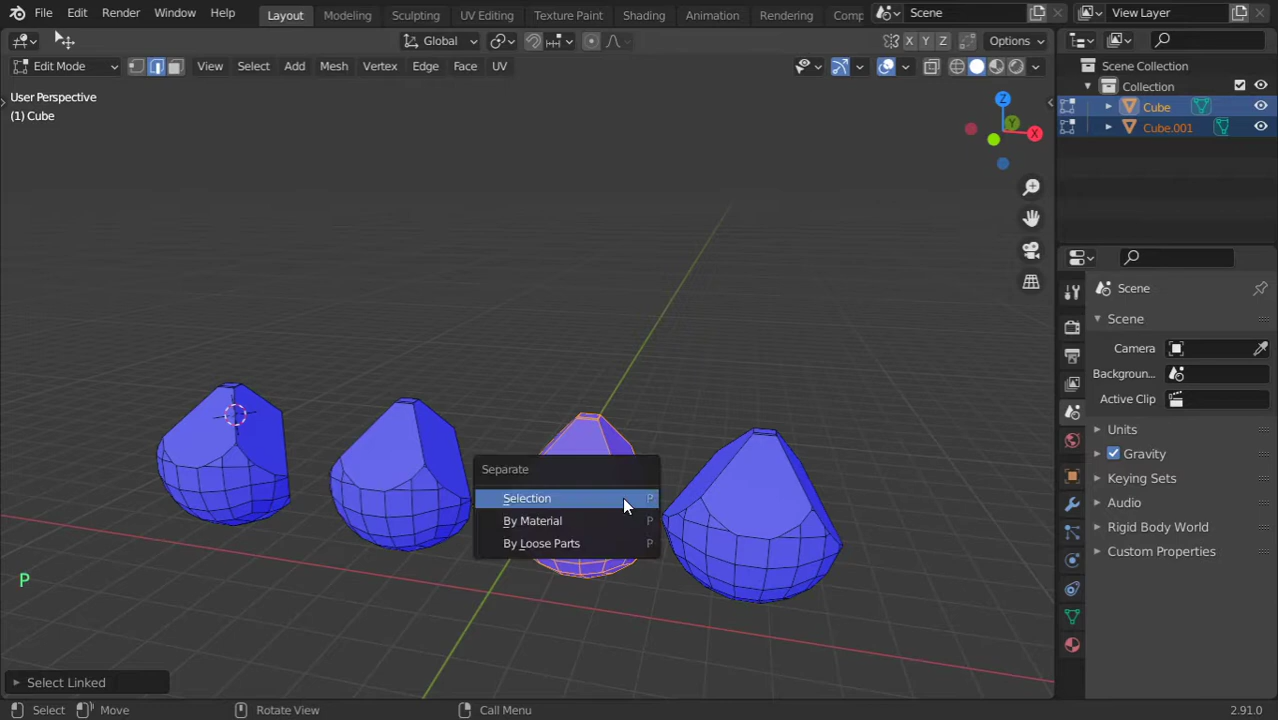 File Edit Render Window Help Layout Modeling Sculpting UV Editing Texture Paint Shading Animation Rendering Comp Scene View Layer
Global X Y Z Options
Edit Mode View Select Add Mesh Vertex Edge Face UV
User Perspective
(1) Cube
Z
Y
X
Scene Collection
Collection
Cube
Cube.001
Scene
Scene
Camera
Backgroun...
Active Clip
Units
Gravity
Keying Sets
Audio
Rigid Body World
Custom Properties
Separate
Selection P
By Material P
By Loose Parts P
P
Select Linked
Select Move Rotate View Call Menu 2.91.0